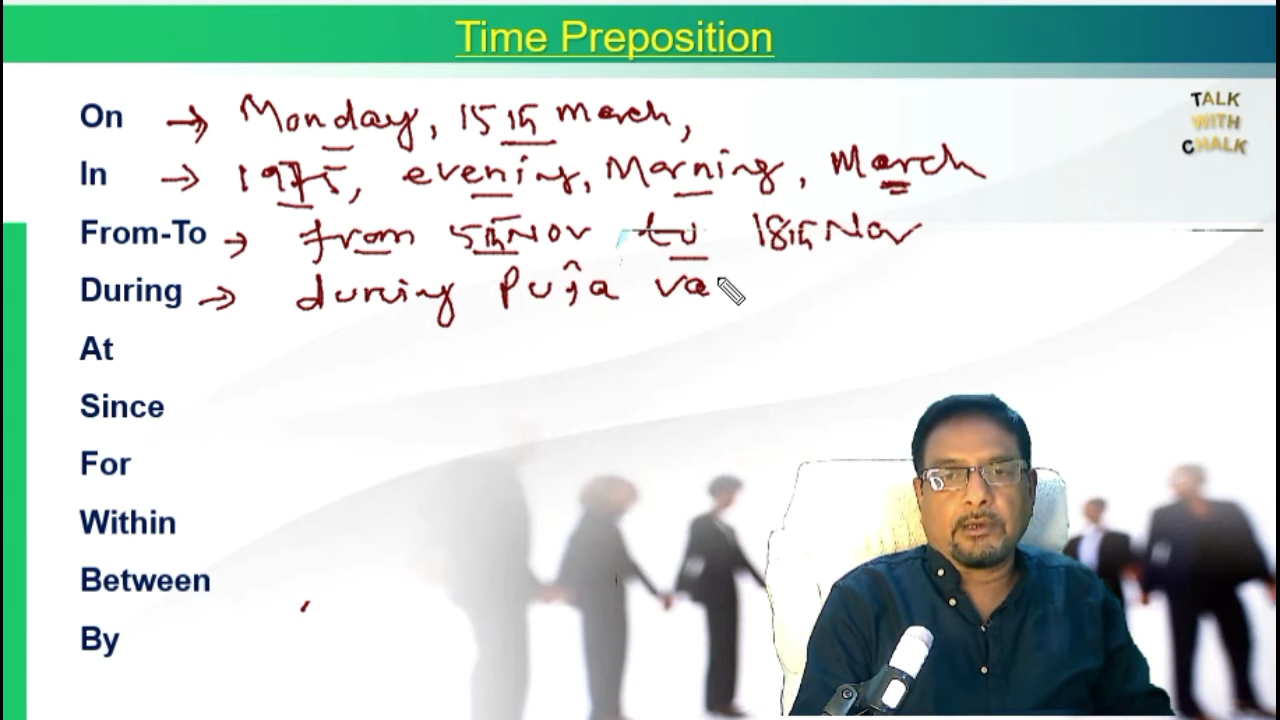 Time Preposition
TALK
WITH
CHALK
On → Monday, 15th March,
In → 1975, evening, Morning, March
From-To → from 5th Nov to 18th Nov
During → during Puja va
At
Since
For
Within
Between
By